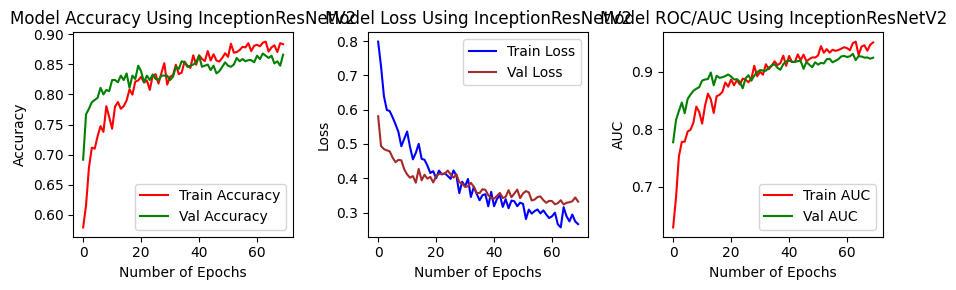 Model Accuracy Using InceptionResNetV2
0.90
0.85
0.80
0.75
0.70
0.65
0.60
Accuracy
Train Accuracy
Val Accuracy
0 20 40 60
Number of Epochs
Model Loss Using InceptionResNetV2
0.8
0.7
0.6
0.5
0.4
0.3
Loss
Train Loss
Val Loss
0 20 40 60
Number of Epochs
Model ROC/AUC Using InceptionResNetV2
0.9
0.8
0.7
AUC
Train AUC
Val AUC
0 20 40 60
Number of Epochs